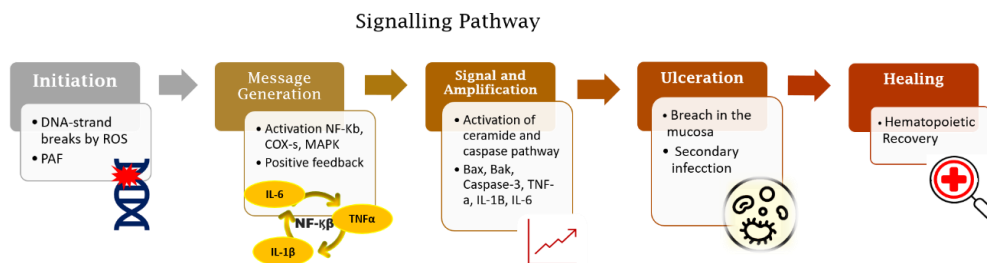 Signalling Pathway
Initiation
• DNA-strand
breaks by ROS
• PAF
Message
Generation
• Activation NF-Kb,
COX-s, MAPK
• Positive feedback
IL-6
NF-κβ
TNFα
IL-1β
Signal and
Amplification
• Activation of
ceramide and
caspase pathway
• Bax, Bak,
Caspase-3, TNF-
a, IL-1B, IL-6
Ulceration
• Breach in the
mucosa
• Secondary
infecction
Healing
• Hematopoietic
Recovery